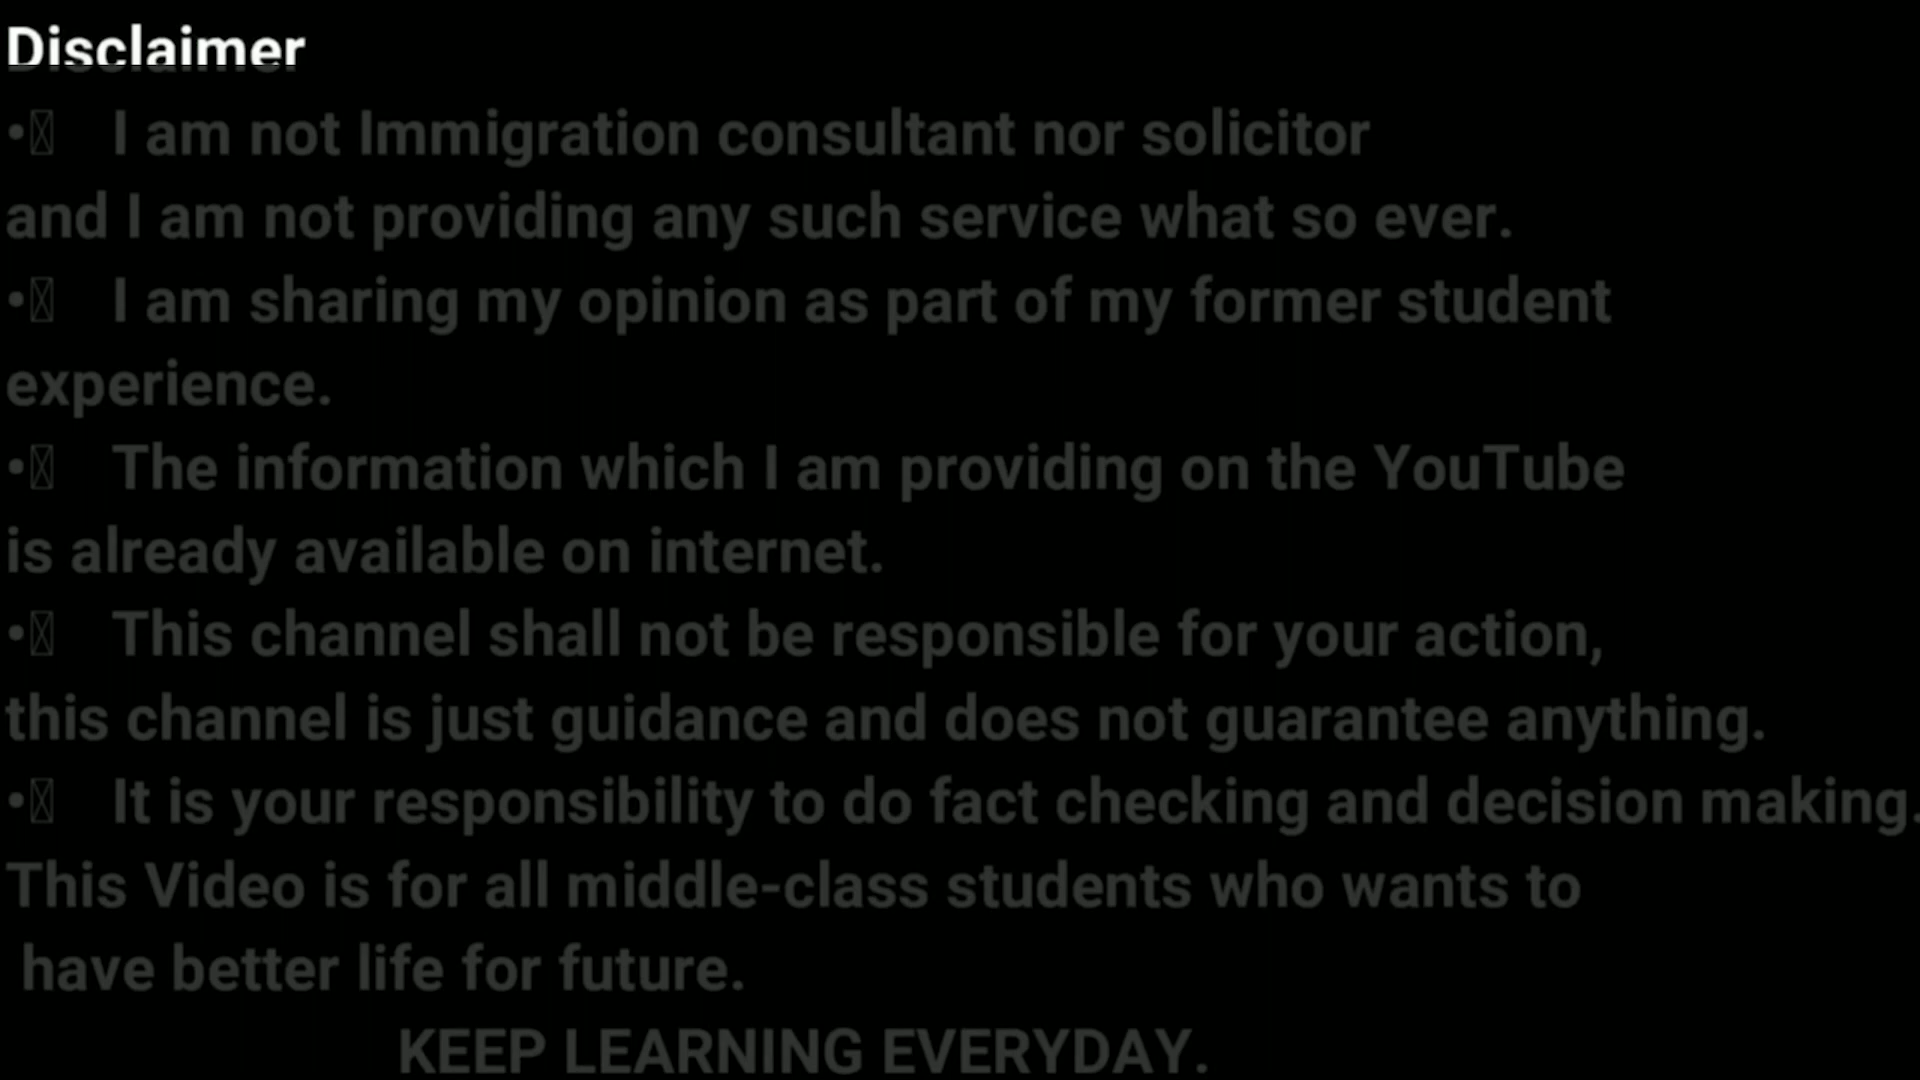 Disclaimer
• I am not Immigration consultant nor solicitor
and I am not providing any such service what so ever.
• I am sharing my opinion as part of my former student
experience.
• The information which I am providing on the YouTube
is already available on internet.
• This channel shall not be responsible for your action,
this channel is just guidance and does not guarantee anything.
• It is your responsibility to do fact checking and decision making.
This Video is for all middle-class students who wants to
have better life for future.
KEEP LEARNING EVERYDAY.